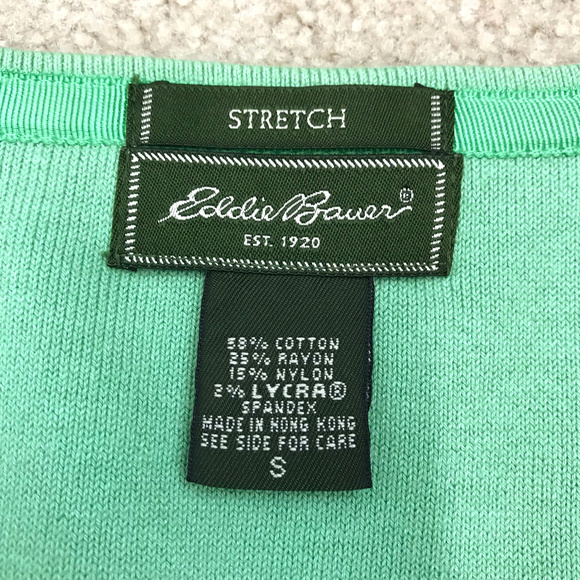 STRETCH
Eddie Bauer®
EST. 1920
58% COTTON
25% RAYON
15% NYLON
2% LYCRA®
SPANDEX
MADE IN HONG KONG
SEE SIDE FOR CARE
S